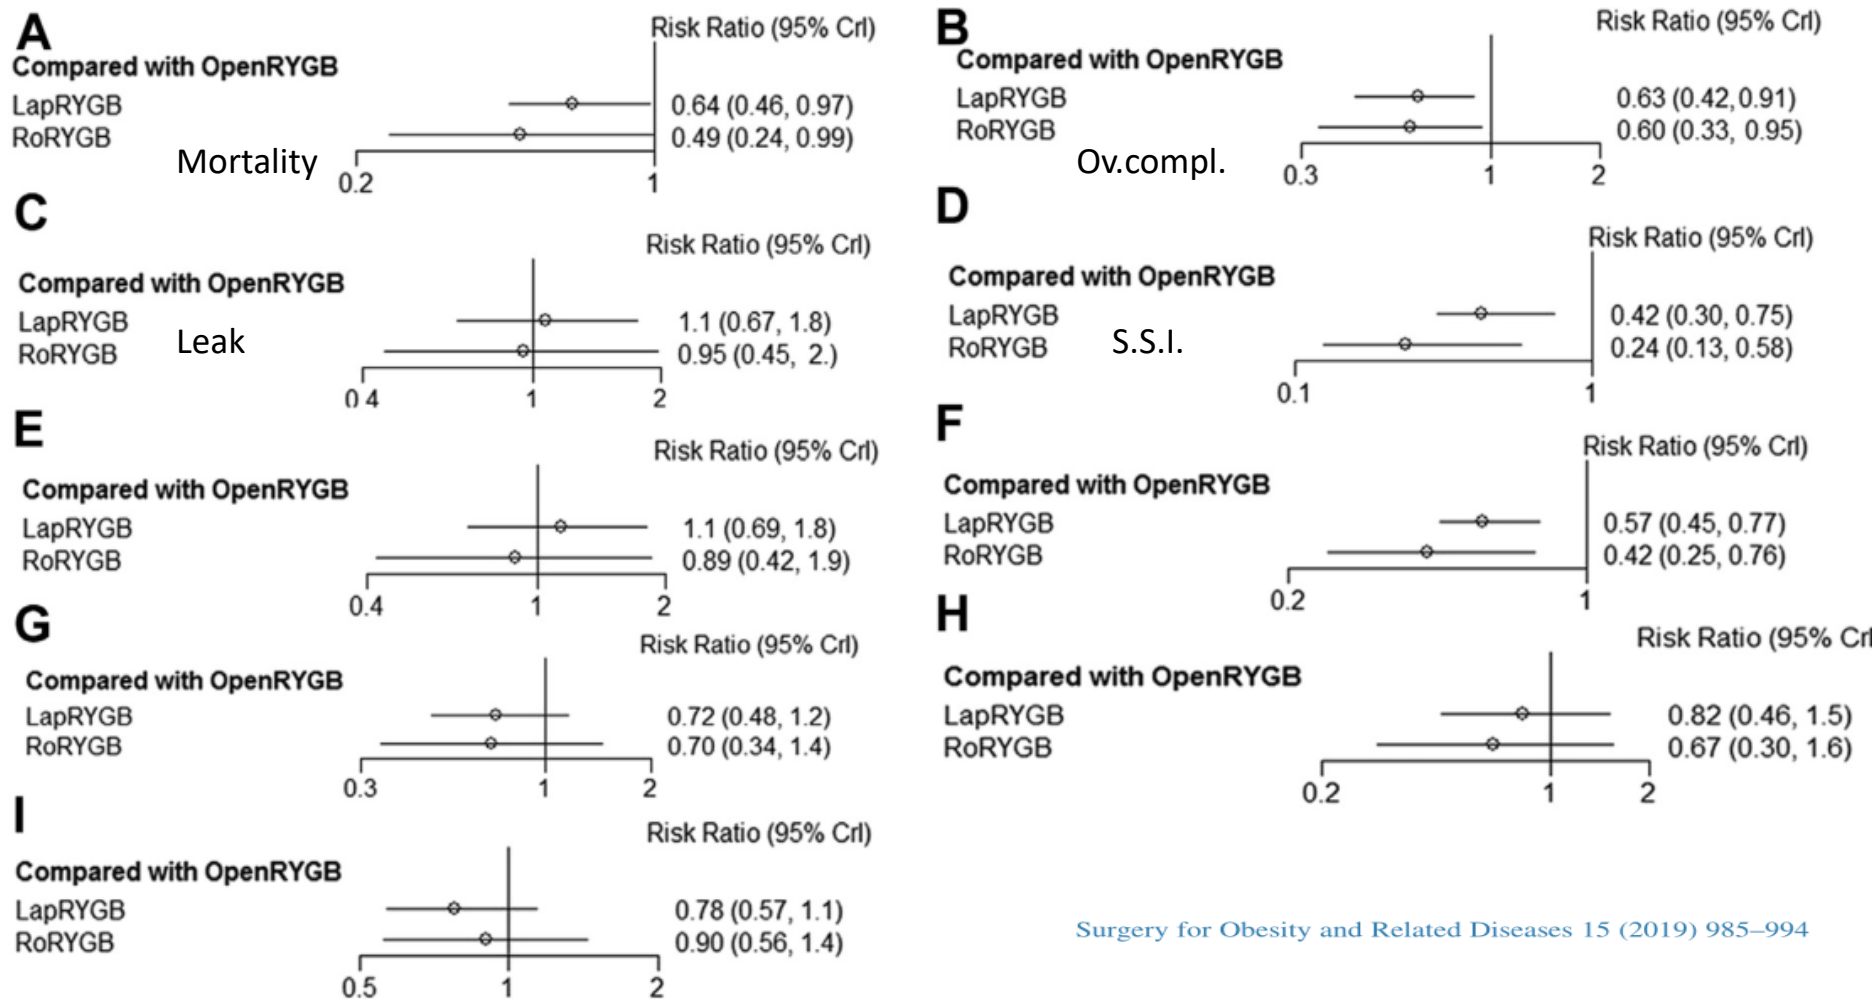 A
Risk Ratio (95% CrI)
Compared with OpenRYGB
LapRYGB 0.64 (0.46, 0.97)
RoRYGB 0.49 (0.24, 0.99)
Mortality
0.2 1
B
Risk Ratio (95% CrI)
Compared with OpenRYGB
LapRYGB 0.63 (0.42, 0.91)
RoRYGB 0.60 (0.33, 0.95)
Ov.compl.
0.3 1 2
C
Risk Ratio (95% CrI)
Compared with OpenRYGB
LapRYGB 1.1 (0.67, 1.8)
Leak
RoRYGB 0.95 (0.45, 2.)
0 4 1 2
D
Risk Ratio (95% CrI)
Compared with OpenRYGB
LapRYGB 0.42 (0.30, 0.75)
S.S.I.
RoRYGB 0.24 (0.13, 0.58)
0.1 1
E
Risk Ratio (95% CrI)
Compared with OpenRYGB
LapRYGB 1.1 (0.69, 1.8)
RoRYGB 0.89 (0.42, 1.9)
0.4 1 2
F
Risk Ratio (95% CrI)
Compared with OpenRYGB
LapRYGB 0.57 (0.45, 0.77)
RoRYGB 0.42 (0.25, 0.76)
0.2 1
G
Risk Ratio (95% CrI)
Compared with OpenRYGB
LapRYGB 0.72 (0.48, 1.2)
RoRYGB 0.70 (0.34, 1.4)
0.3 1 2
H
Risk Ratio (95% Crl
Compared with OpenRYGB
LapRYGB 0.82 (0.46, 1.5)
RoRYGB 0.67 (0.30, 1.6)
0.2 1 2
I
Risk Ratio (95% CrI)
Compared with OpenRYGB
LapRYGB 0.78 (0.57, 1.1)
RoRYGB 0.90 (0.56, 1.4)
0.5 1 2
Surgery for Obesity and Related Diseases 15 (2019) 985–994